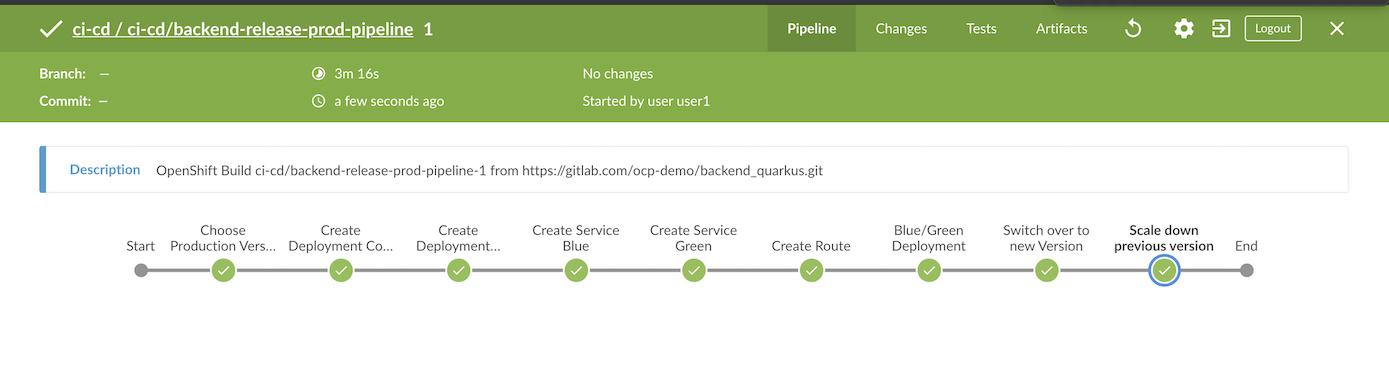 ci-cd / ci-cd/backend-release-prod-pipeline 1 Pipeline Changes Tests Artifacts Logout
Branch: — 3m 16s No changes
Commit: — a few seconds ago Started by user user1
Description OpenShift Build ci-cd/backend-release-prod-pipeline-1 from https://gitlab.com/ocp-demo/backend_quarkus.git
Start
Choose
Production Vers...
Create
Deployment Co...
Create
Deployment...
Create Service
Blue
Create Service
Green
Create Route
Blue/Green
Deployment
Switch over to
new Version
Scale down
previous version
End